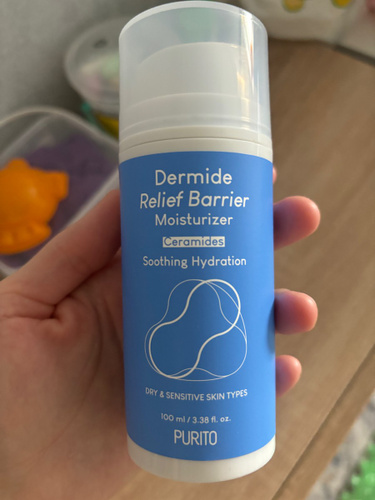 Dermide
Relief Barrier
Moisturizer
Ceramides
Soothing Hydration
DRY & SENSITIVE SKIN TYPES
100 ml / 3.38 fl. oz.
PURITO